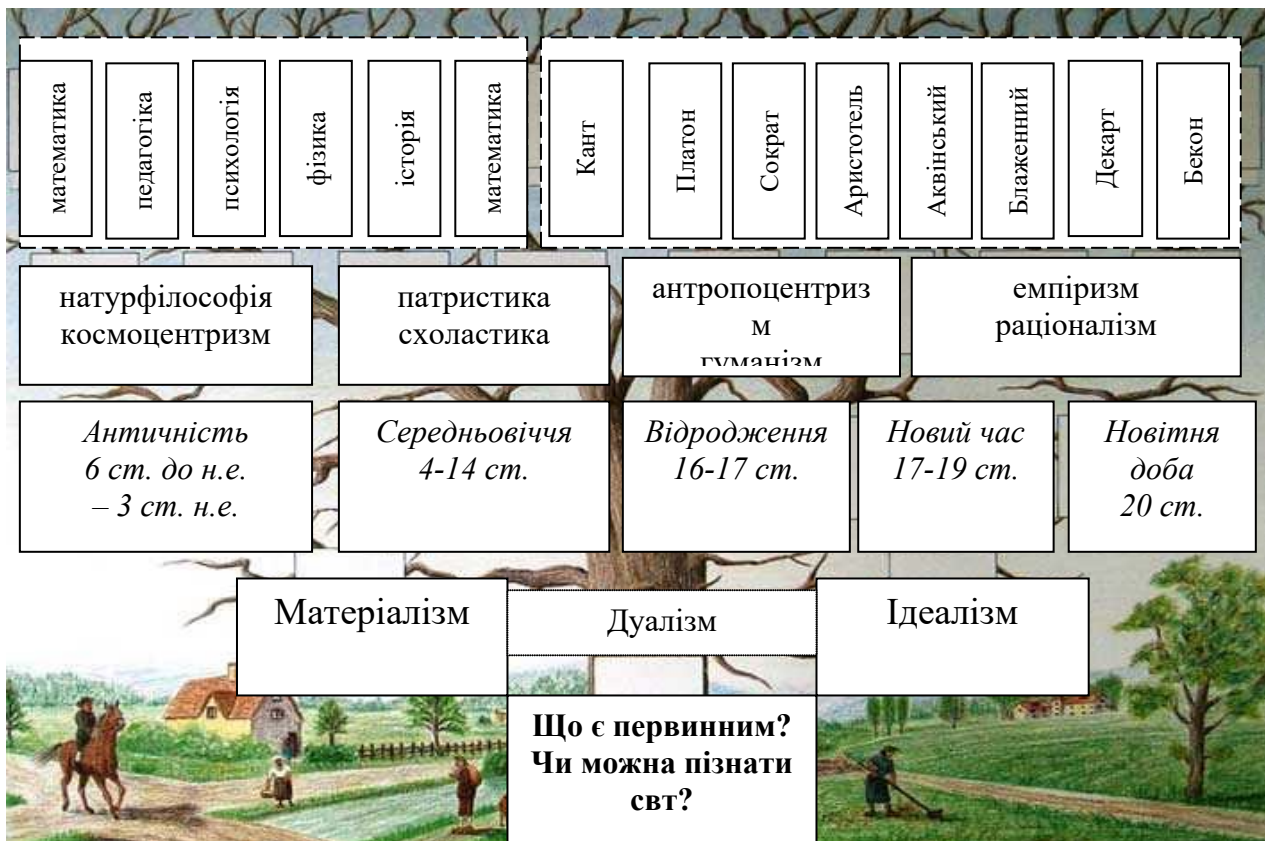 математика
педагогіка
психологія
фізика
історія
математика
Кант
Платон
Сократ
Аристотель
Аквінський
Блаженний
Декарт
Бекон
натурфілософія
космоцентризм
патристика
схоластика
антропоцентриз
м
гуманізм
емпіризм
раціоналізм
Античність
6 ст. до н.е.
– 3 ст. н.е.
Середньовіччя
4-14 ст.
Відродження
16-17 ст.
Новий час
17-19 ст.
Новітня
доба
20 ст.
Матеріалізм
Дуалізм
Ідеалізм
Що є первинним?
Чи можна пізнати
свт?